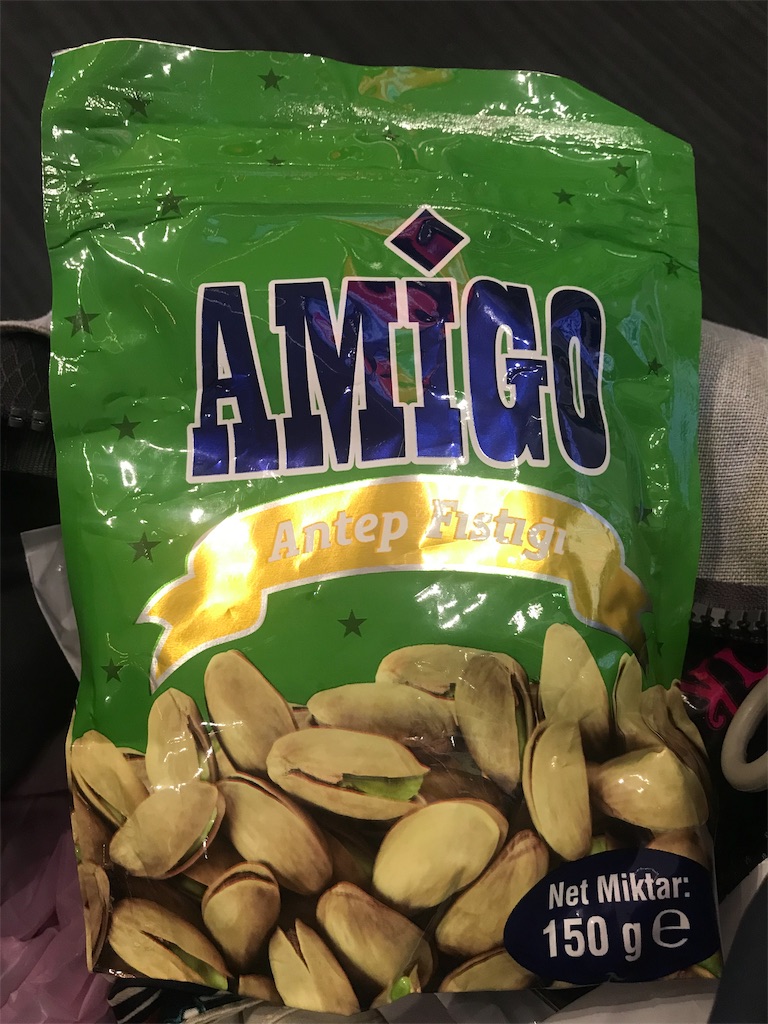 AMİGO
Antep Fıstığı
Net Miktar:
150 g ℮